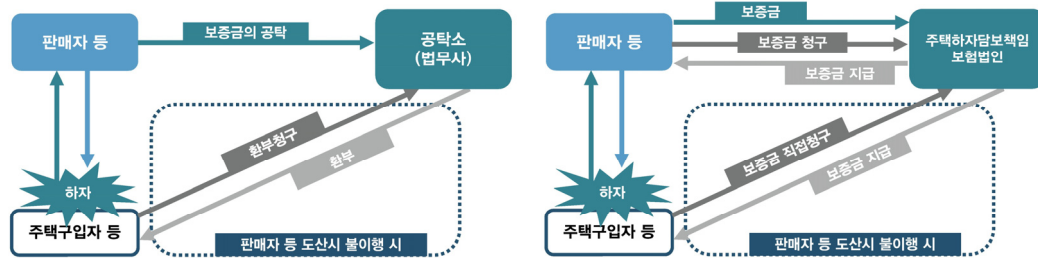 판매자 등
보증금의 공탁
공탁소
(법무사)
환부청구
환부
하자
주택구입자 등
판매자 등 도산시 불이행 시
판매자 등
보증금
보증금 청구
보증금 지급
주택하자담보책임
보험법인
보증금 직접청구
보증금 지급
하자
주택구입자 등
판매자 등 도산시 불이행 시